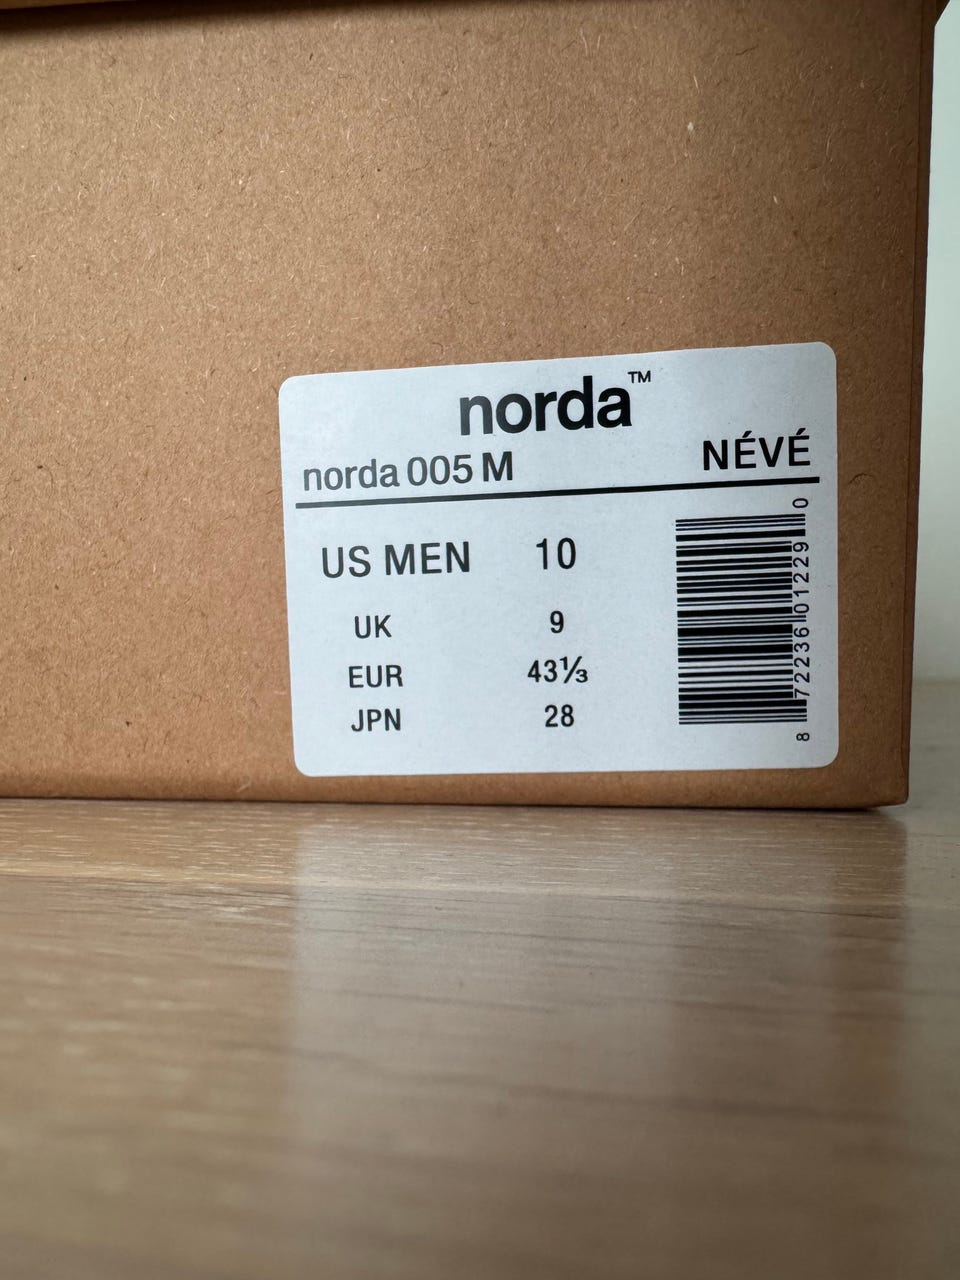 norda™
norda 005 M NÉVÉ
US MEN 10
UK 9
EUR 43⅓
JPN 28
8 72236 01229 0